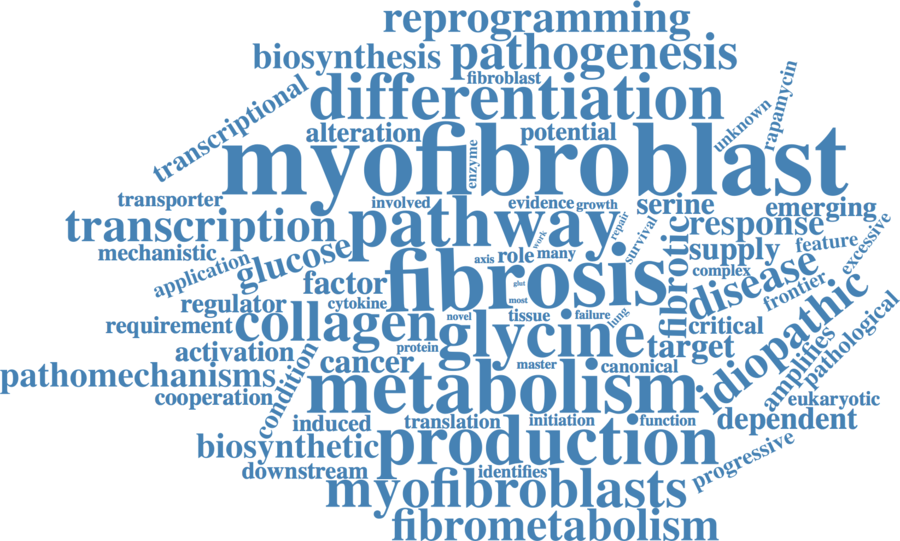 reprogramming
biosynthesis
pathogenesis
fibroblast
differentiation
transcriptional
unknown
rapamycin
alteration
potential
myofibroblast
enzyme
transporter
involved
evidence
growth
serine
emerging
transcription
pathway
repair
response
work
survival
fibrotic
mechanistic
glucose
axis
role
many
supply
feature
excessive
application
factor
fibrosis
glut
complex
disease
frontier
regulator
cytokine
most
idiopathic
requirement
collagen
novel
tissue
failure
lung
critical
pathological
activation
protein
glycine
target
amplifies
pathomechanisms
condition
cancer
master
canonical
cooperation
metabolism
eukaryotic
induced
translation
initiation
function
dependent
biosynthetic
production
progressive
downstream
identifies
myofibroblasts
fibrometabolism